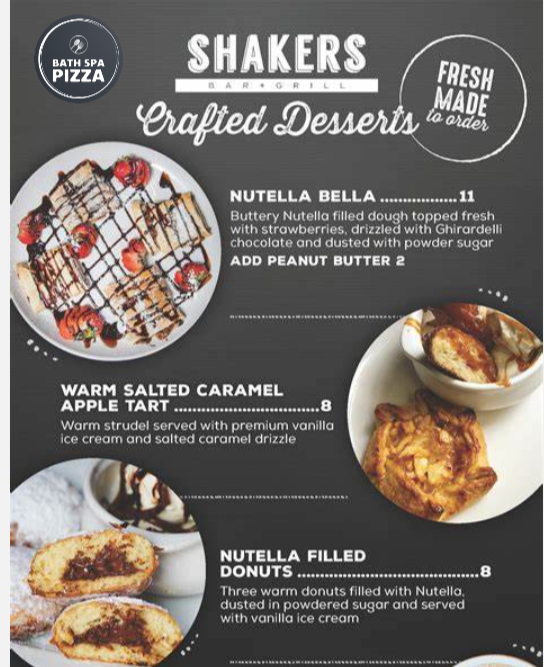 BATH SPA
PIZZA
SHAKERS
BAR + GRILL
Crafted Desserts
FRESH
MADE
to order
NUTELLA BELLA .................11
Buttery Nutella filled dough topped fresh
with strawberries, drizzled with Ghirardelli
chocolate and dusted with powder sugar
ADD PEANUT BUTTER 2
WARM SALTED CARAMEL
APPLE TART ................................8
Warm strudel served with premium vanilla
ice cream and salted caramel drizzle
NUTELLA FILLED
DONUTS ........................................8
Three warm donuts filled with Nutella,
dusted in powdered sugar and served
with vanilla ice cream